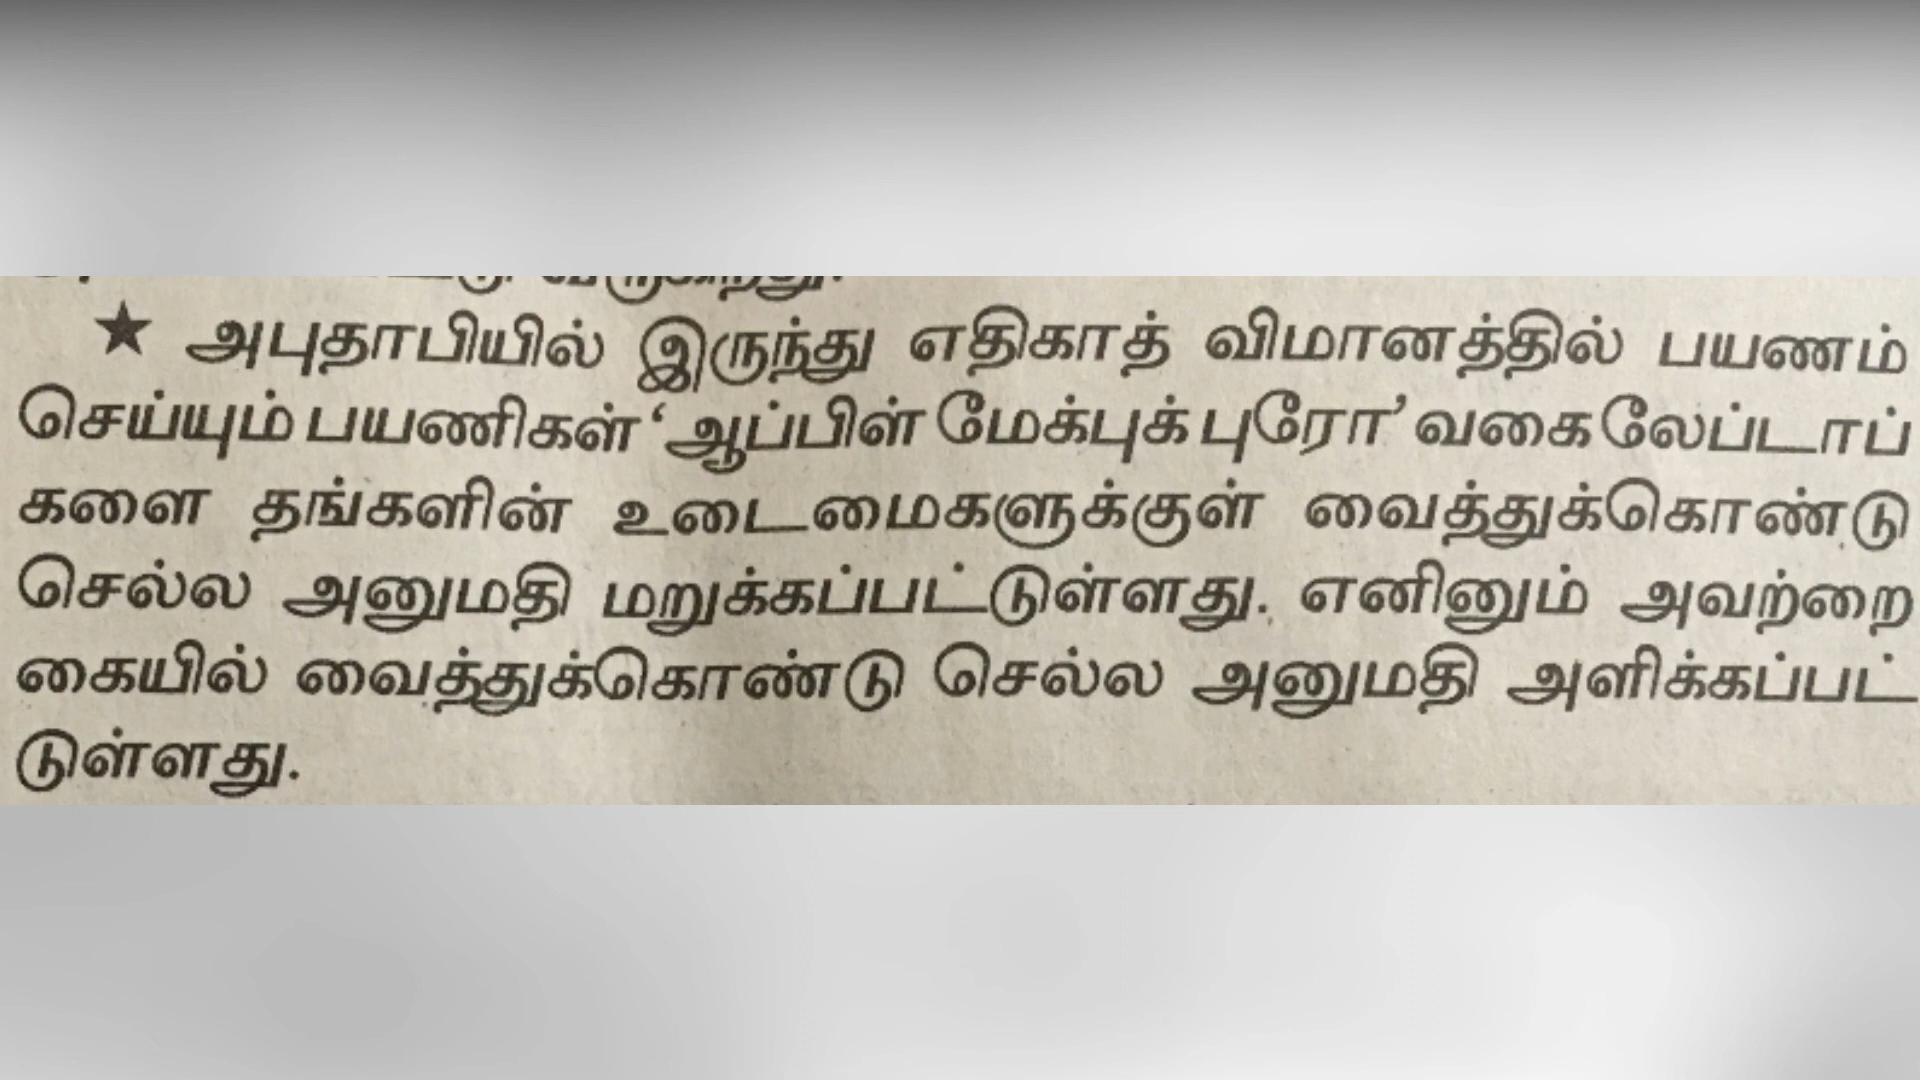 ★ அபுதாபியில் இருந்து எதிகாத் விமானத்தில் பயணம்
செய்யும் பயணிகள் ‘ஆப்பிள் மேக்புக் புரோ’ வகை லேப்டாப்
களை தங்களின் உடைமைகளுக்குள் வைத்துக்கொண்டு
செல்ல அனுமதி மறுக்கப்பட்டுள்ளது. எனினும் அவற்றை
கையில் வைத்துக்கொண்டு செல்ல அனுமதி அளிக்கப்பட்
டுள்ளது.